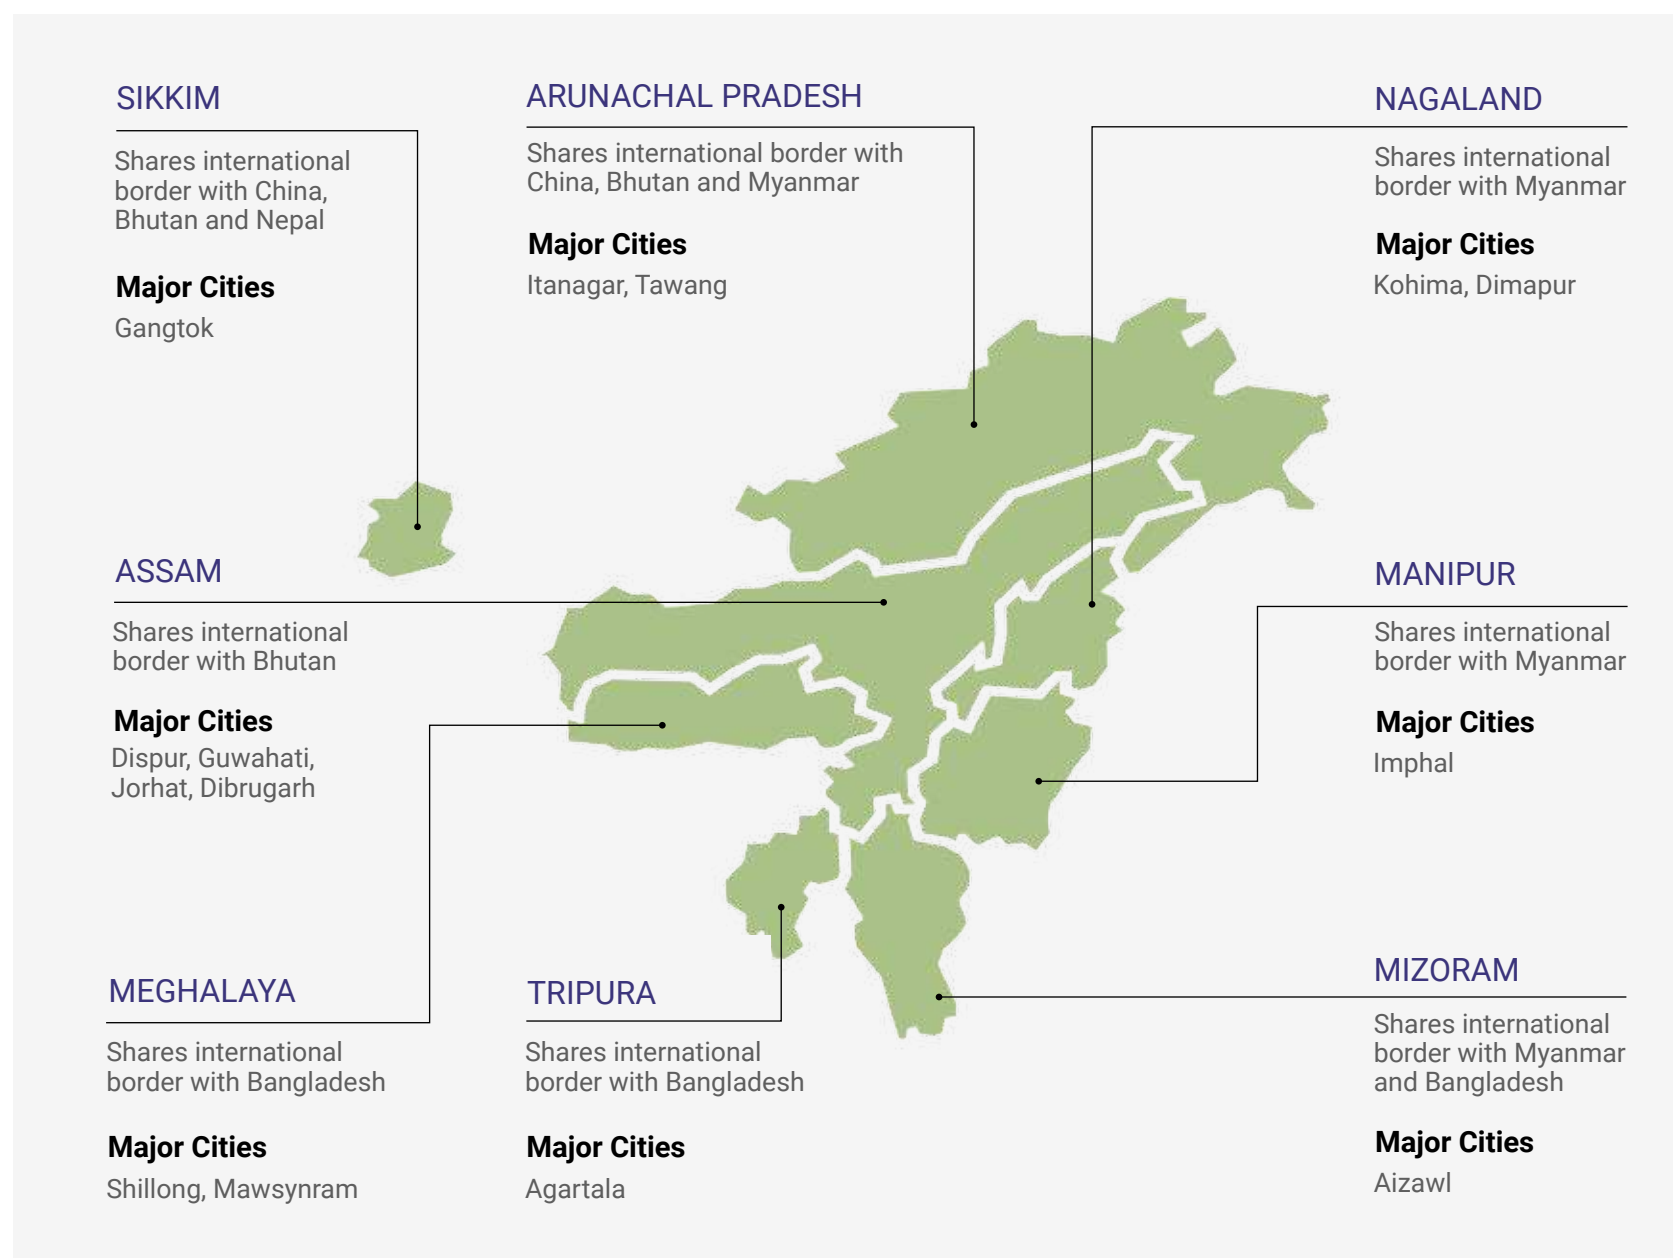 SIKKIM
Shares international
border with China,
Bhutan and Nepal
Major Cities
Gangtok
ARUNACHAL PRADESH
Shares international border with
China, Bhutan and Myanmar
Major Cities
Itanagar, Tawang
NAGALAND
Shares international
border with Myanmar
Major Cities
Kohima, Dimapur
ASSAM
Shares international
border with Bhutan
Major Cities
Dispur, Guwahati,
Jorhat, Dibrugarh
MANIPUR
Shares international
border with Myanmar
Major Cities
Imphal
MEGHALAYA
Shares international
border with Bangladesh
Major Cities
Shillong, Mawsynram
TRIPURA
Shares international
border with Bangladesh
Major Cities
Agartala
MIZORAM
Shares international
border with Myanmar
and Bangladesh
Major Cities
Aizawl